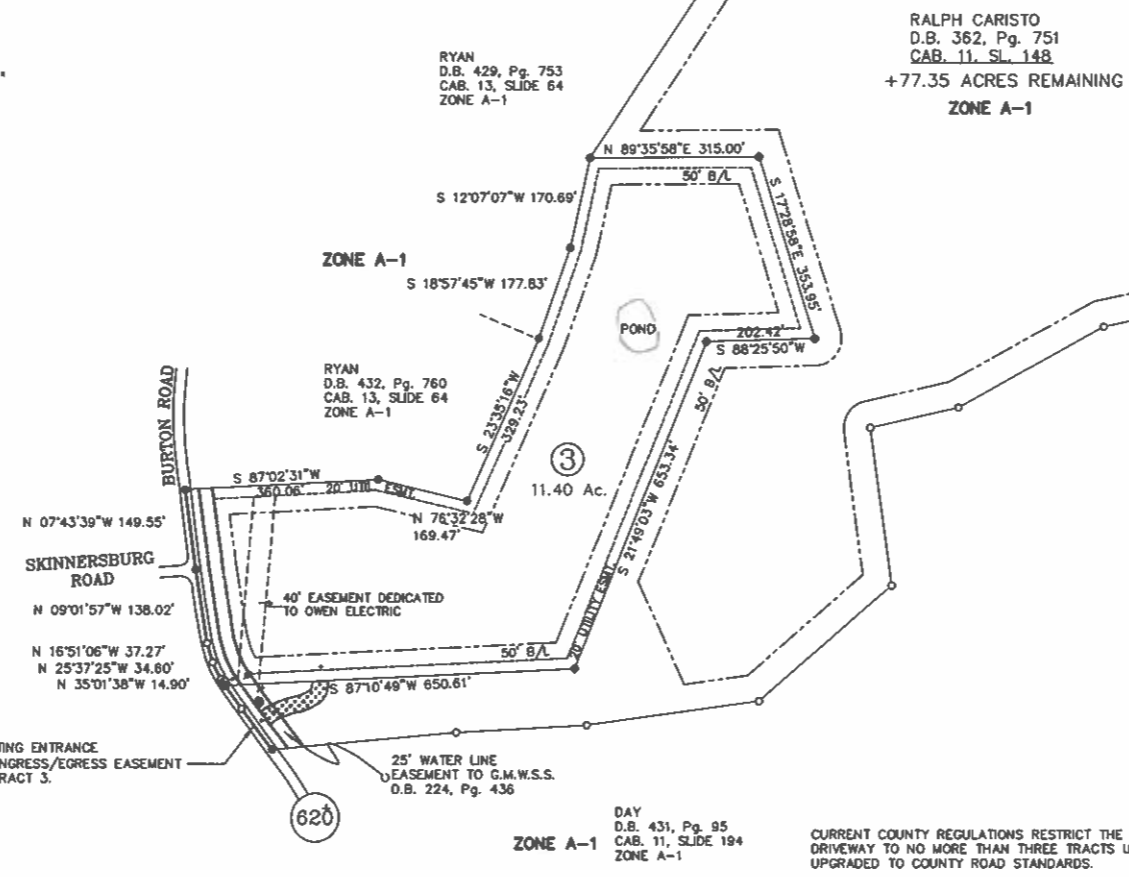 RALPH CARISTO
D.B. 362, Pg. 751
CAB. 11, SL. 148
+77.35 ACRES REMAINING
ZONE A-1
RYAN
D.B. 429, Pg. 753
CAB. 13, SLIDE 64
ZONE A-1
N 89°35'58"E 315.00'
50' B/L
S 12°07'07"W 170.69'
S 17°28'58"E 353.95'
ZONE A-1
S 18°57'45"W 177.83'
POND
202.42'
S 88°25'50"W
RYAN
D.B. 432, Pg. 760
CAB. 13, SLIDE 64
ZONE A-1
50' B/L
S 23°35'16"W
329.23'
BURTON ROAD
3
11.40 Ac.
S 21°49'03"W 653.34'
S 87°02'31"W
360.06'
20' UTIL ESMT.
N 76°32'28"W
169.47'
N 07°43'39"W 149.55'
SKINNERSBURG
ROAD
N 09°01'57"W 138.02'
40' EASEMENT DEDICATED
TO OWEN ELECTRIC
20' UTILITY ESMT.
N 16°51'06"W 37.27'
N 25°37'25"W 34.60'
N 35°01'38"W 14.90'
50' B/L
S 87°10'49"W 650.61'
TING ENTRANCE
NGRESS/EGRESS EASEMENT
RACT 3.
25' WATER LINE
EASEMENT TO G.M.W.S.S.
D.B. 224, Pg. 436
620
ZONE A-1
DAY
D.B. 431, Pg. 95
CAB. 11, SLIDE 194
ZONE A-1
CURRENT COUNTY REGULATIONS RESTRICT THE
DRIVEWAY TO NO MORE THAN THREE TRACTS U
UPGRADED TO COUNTY ROAD STANDARDS.